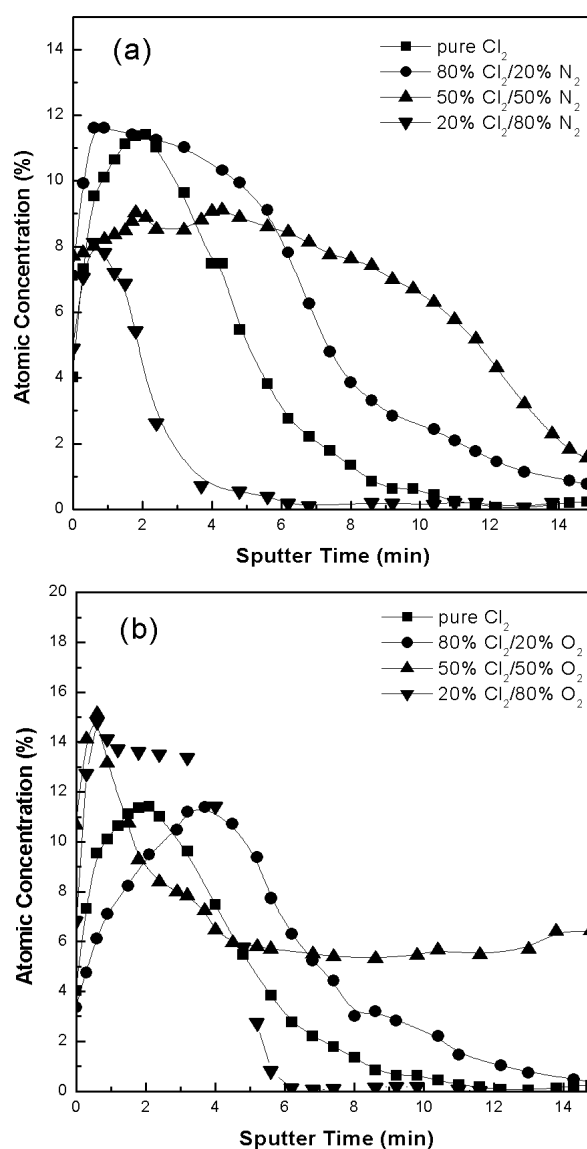 (a)
pure Cl₂
80% Cl₂/20% N₂
50% Cl₂/50% N₂
20% Cl₂/80% N₂
14
12
10
8
6
4
2
0
Atomic Concentration (%)
0 2 4 6 8 10 12 14
Sputter Time (min)
(b)
pure Cl₂
80% Cl₂/20% O₂
50% Cl₂/50% O₂
20% Cl₂/80% O₂
20
18
16
14
12
10
8
6
4
2
0
Atomic Concentration (%)
0 2 4 6 8 10 12 14
Sputter Time (min)